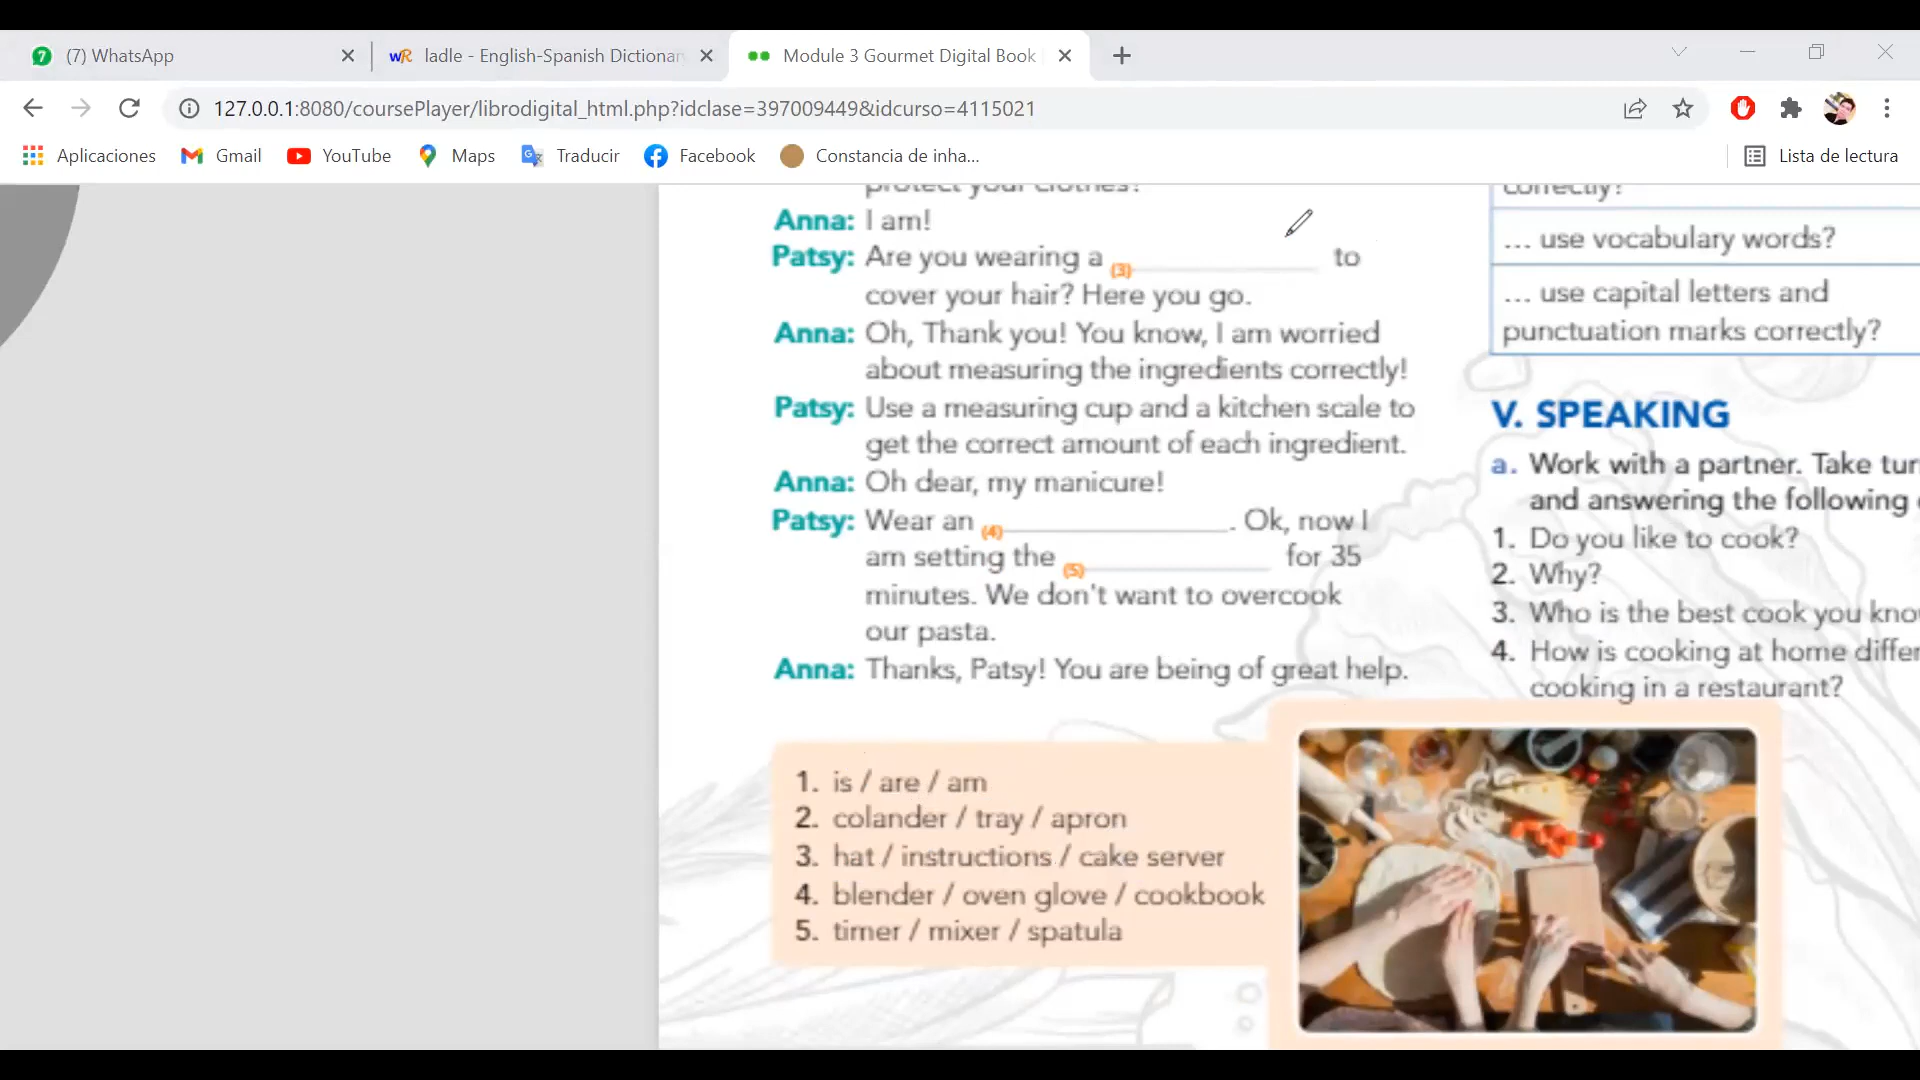 (7) WhatsApp
ladle - English-Spanish Dictionar
Module 3 Gourmet Digital Book
127.0.0.1:8080/coursePlayer/librodigital_html.php?idclase=397009449&idcurso=4115021
Aplicaciones
Gmail
YouTube
Maps
Traducir
Facebook
Constancia de inha...
Lista de lectura
protect your clothes?
Anna: I am!
Patsy: Are you wearing a (3)____________ to
cover your hair? Here you go.
Anna: Oh, Thank you! You know, I am worried
about measuring the ingredients correctly!
Patsy: Use a measuring cup and a kitchen scale to
get the correct amount of each ingredient.
Anna: Oh dear, my manicure!
Patsy: Wear an (4)______________. Ok, now I
am setting the (5)____________ for 35
minutes. We don't want to overcook
our pasta.
Anna: Thanks, Patsy! You are being of great help.
1. is / are / am
2. colander / tray / apron
3. hat / instructions / cake server
4. blender / oven glove / cookbook
5. timer / mixer / spatula
correctly?
... use vocabulary words?
... use capital letters and
punctuation marks correctly?
V. SPEAKING
a. Work with a partner. Take tur
and answering the following
1. Do you like to cook?
2. Why?
3. Who is the best cook you kno
4. How is cooking at home differ
cooking in a restaurant?